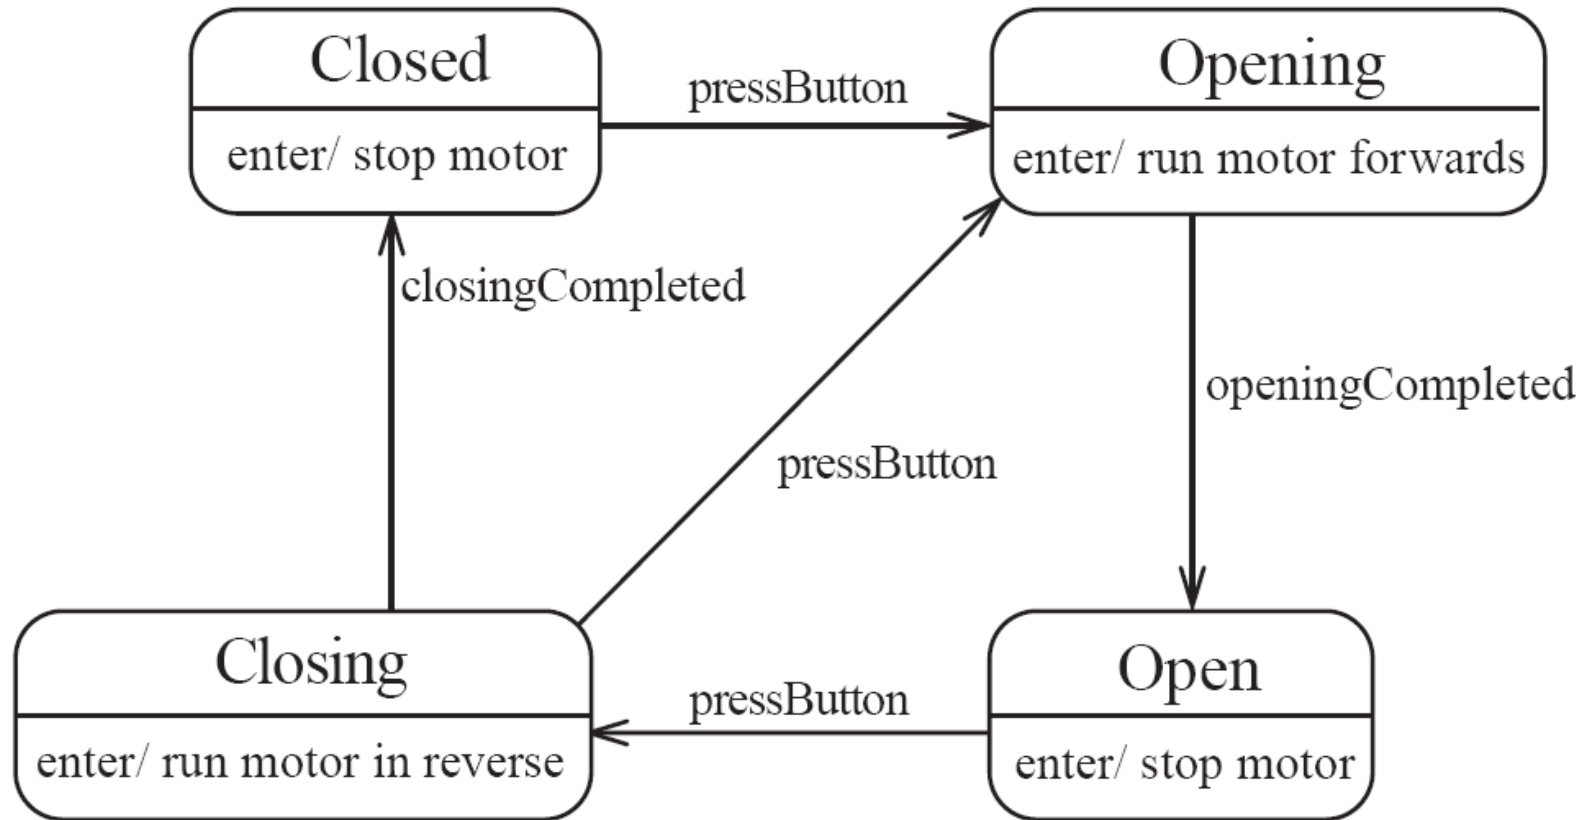 Closed
enter/ stop motor
pressButton
Opening
enter/ run motor forwards
closingCompleted
openingCompleted
pressButton
Closing
enter/ run motor in reverse
pressButton
Open
enter/ stop motor